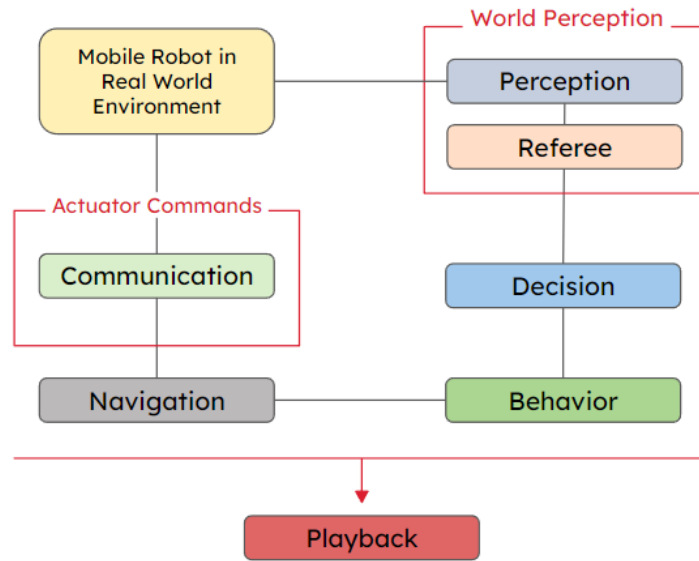 World Perception
Mobile Robot in
Real World
Environment
Perception
Referee
Actuator Commands
Communication
Decision
Navigation
Behavior
Playback